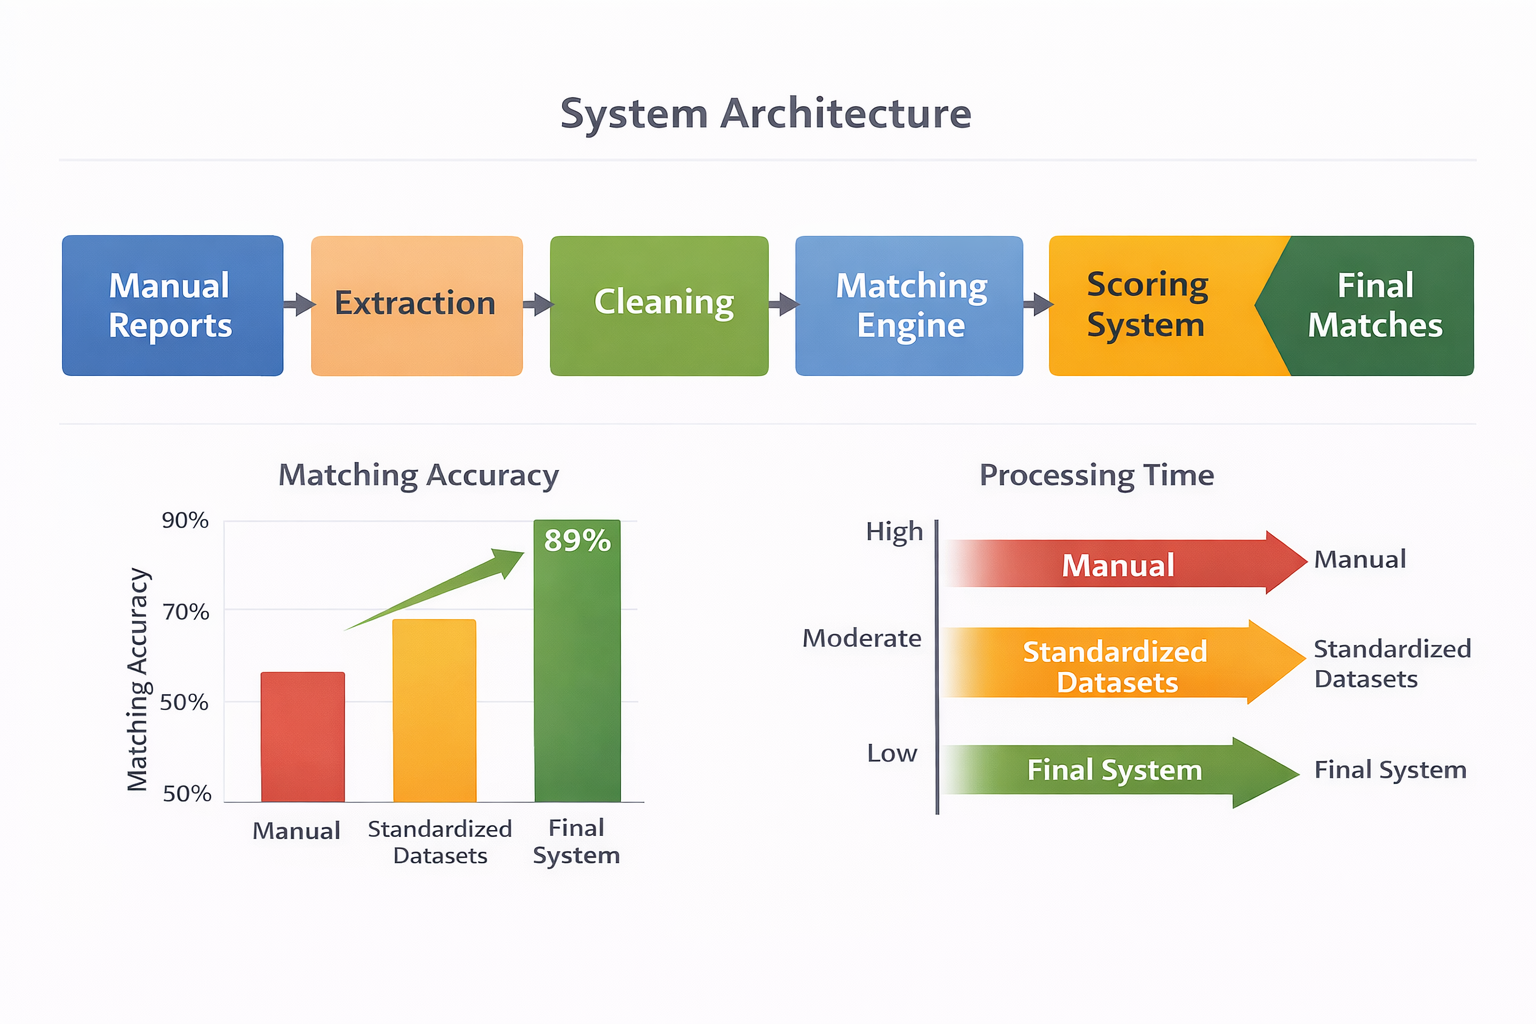 System Architecture
Manual
Reports
Extraction
Cleaning
Matching
Engine
Scoring
System
Final
Matches
Matching Accuracy
90%
70%
50%
50%
Matching Accuracy
89%
Manual
Standardized
Datasets
Final
System
Processing Time
High
Moderate
Low
Manual
Manual
Standardized
Datasets
Standardized
Datasets
Final System
Final System